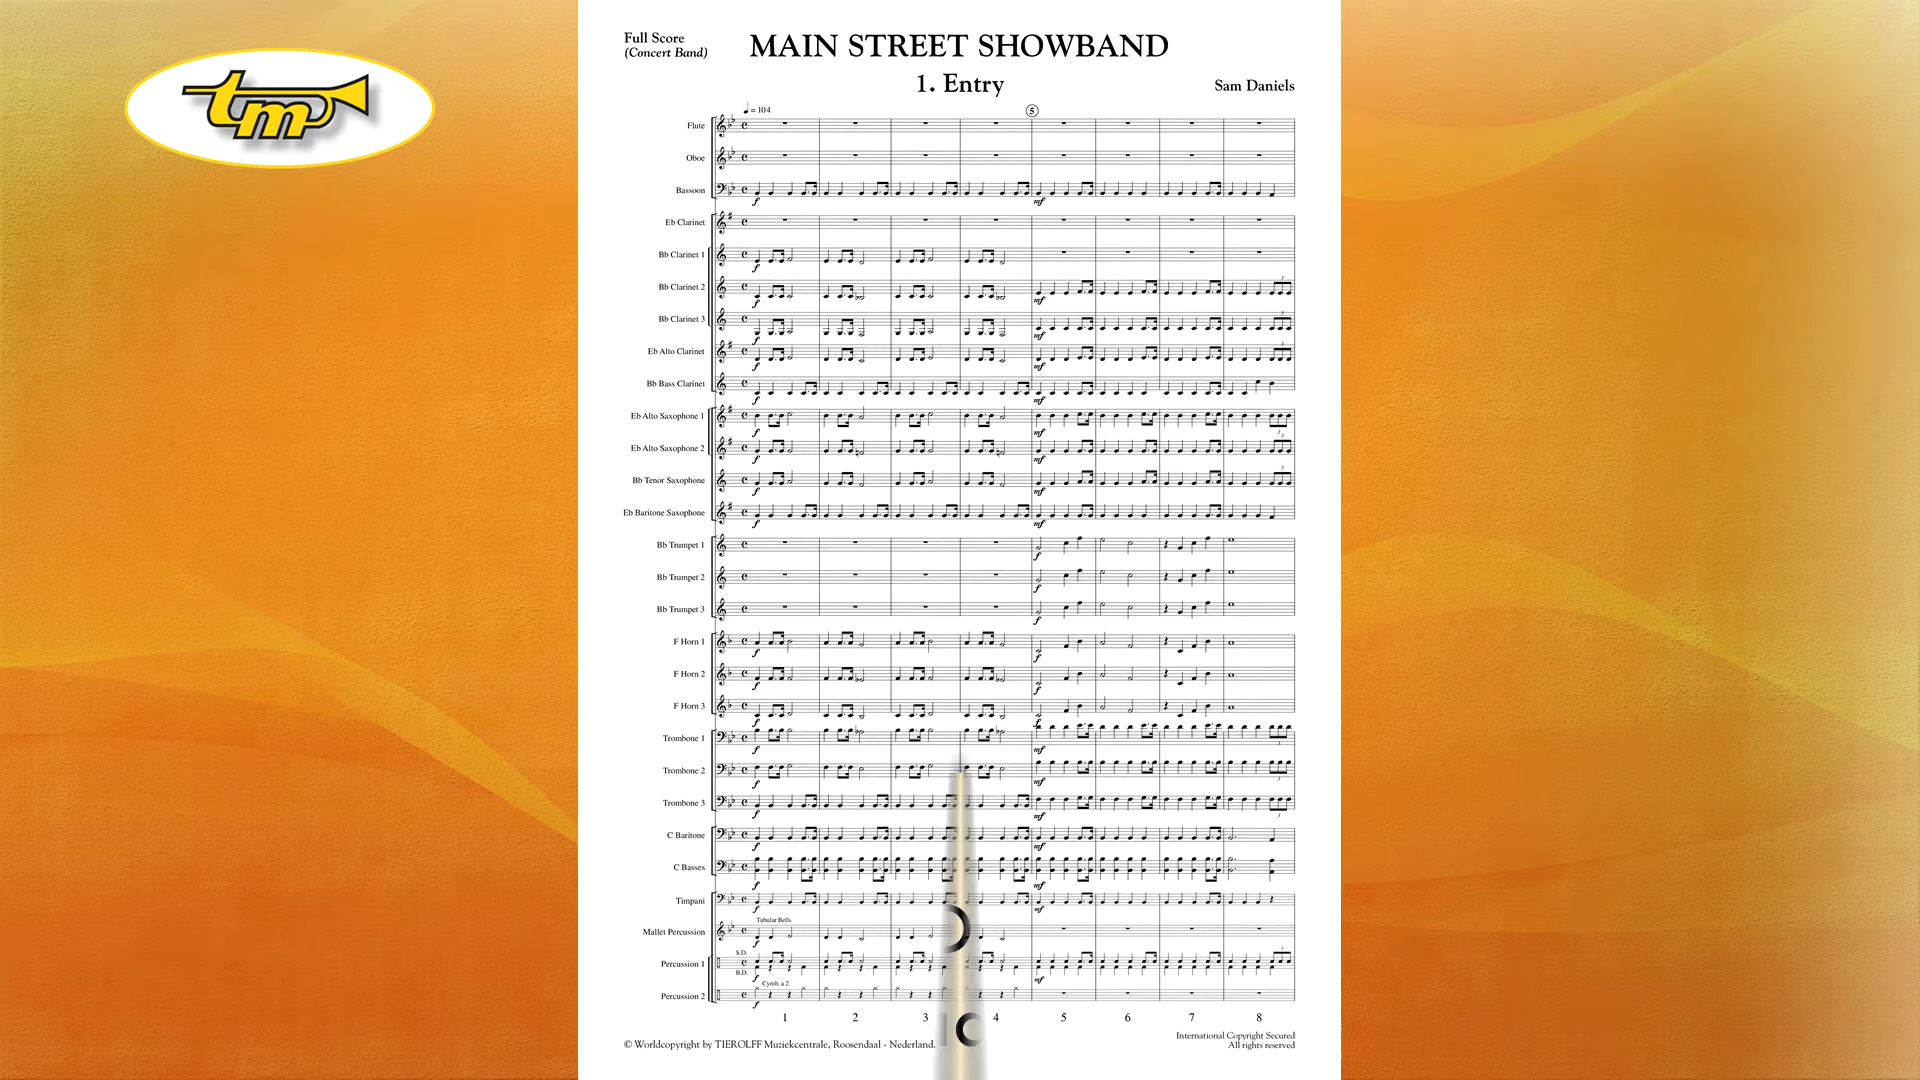 tm
Full Score
(Concert Band)
MAIN STREET SHOWBAND
1. Entry
Sam Daniels
= 104
5
Flute
Oboe
Bassoon
Eb Clarinet
Bb Clarinet 1
Bb Clarinet 2
Bb Clarinet 3
Eb Alto Clarinet
Bb Bass Clarinet
Eb Alto Saxophone 1
Eb Alto Saxophone 2
Bb Tenor Saxophone
Eb Baritone Saxophone
Bb Trumpet 1
Bb Trumpet 2
Bb Trumpet 3
F Horn 1
F Horn 2
F Horn 3
Trombone 1
Trombone 2
Trombone 3
C Baritone
C Basses
Timpani
Tubular Bells
Mallet Percussion
S.D.
Percussion 1
B.D.
Cymb. a 2
Percussion 2
1 2 3 4 5 6 7 8
© Worldcopyright by TIEROLFF Muziekcentrale, Roosendaal - Nederland.
International Copyright Secured
All rights reserved